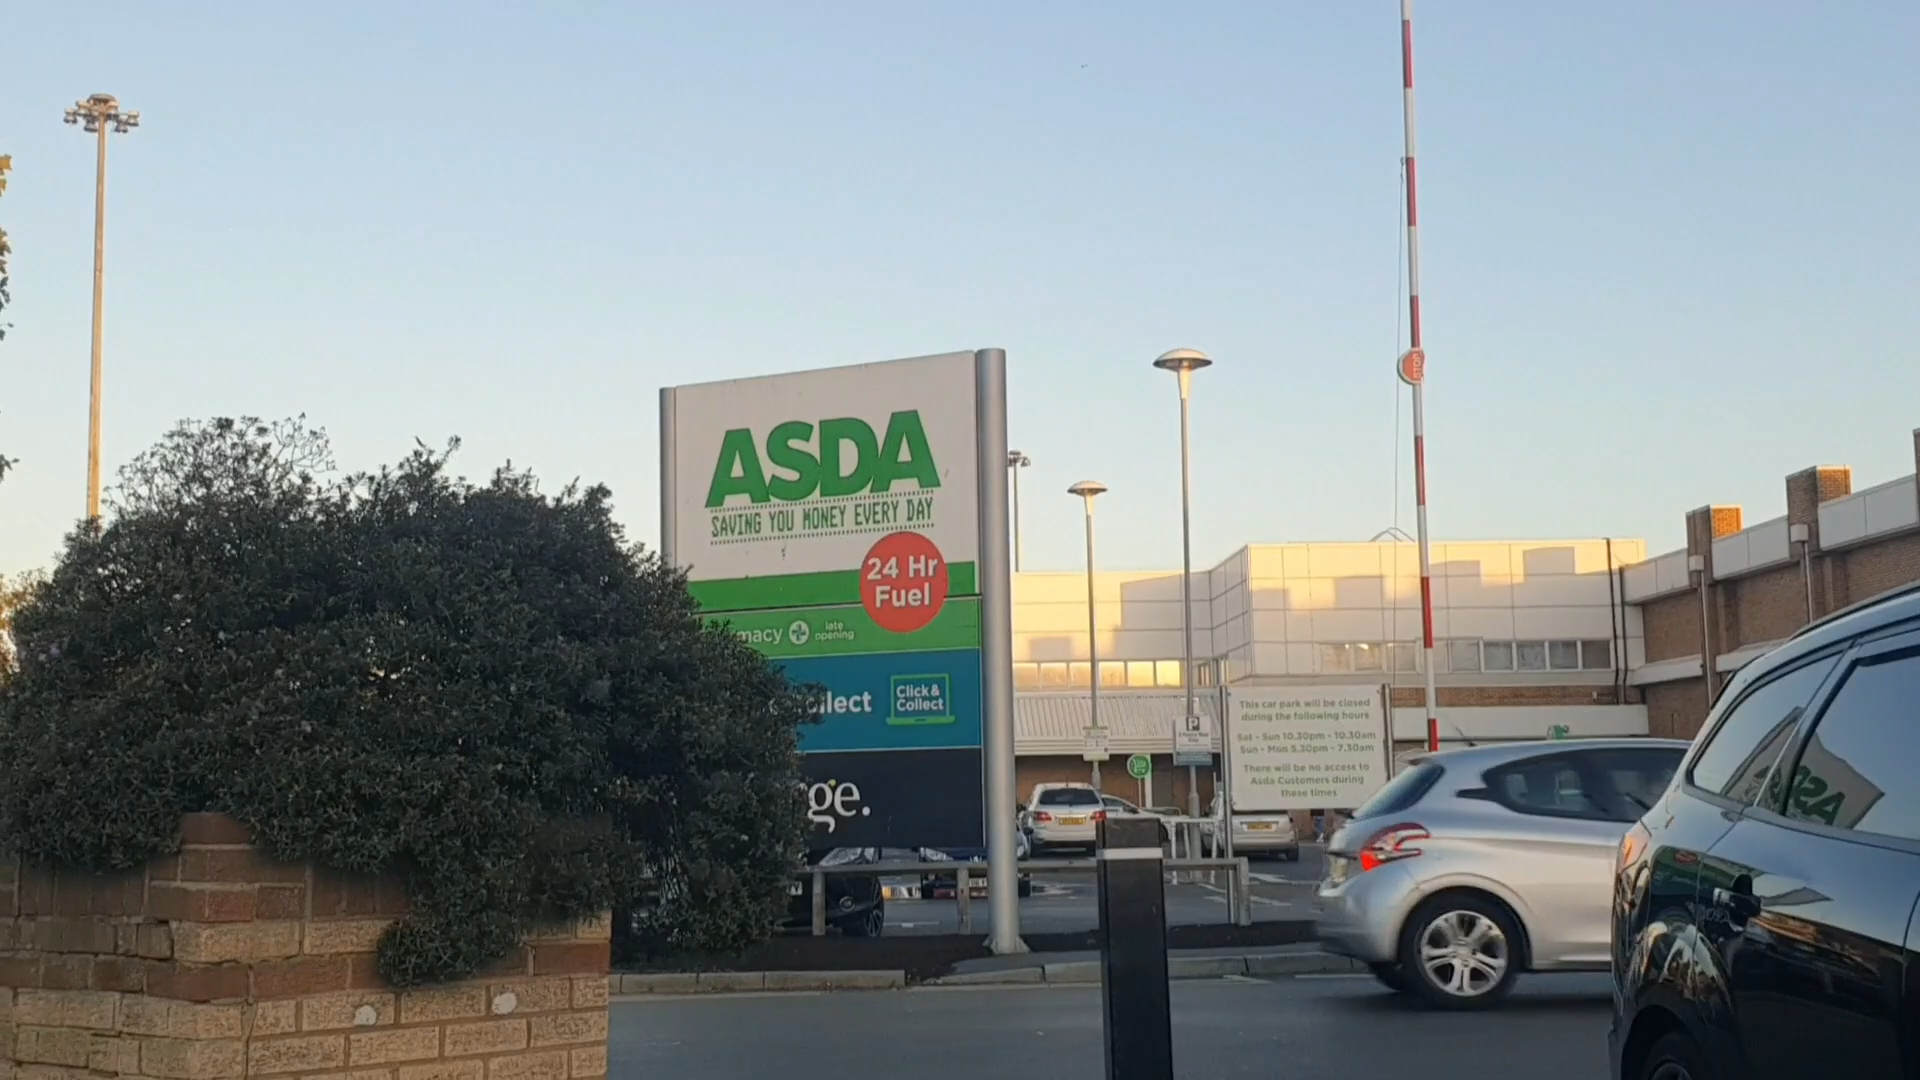 ASDA
SAVING YOU MONEY EVERY DAY
24 Hr
Fuel
macy
late
opening
llect
Click &
Collect
ge.
STOP
P
This car park will be closed
during the following hours
Sat - Sun 10.30pm - 10.30am
Sun - Mon 5.30pm - 7.30am
There will be no access to
Asda Customers during
these times
ASDA